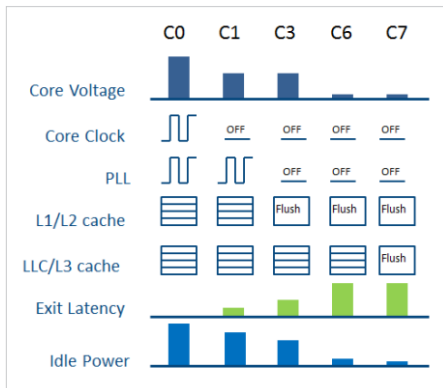 C0 C1 C3 C6 C7
Core Voltage
Core Clock OFF OFF OFF OFF
PLL OFF OFF OFF
L1/L2 cache Flush Flush Flush
LLC/L3 cache Flush
Exit Latency
Idle Power